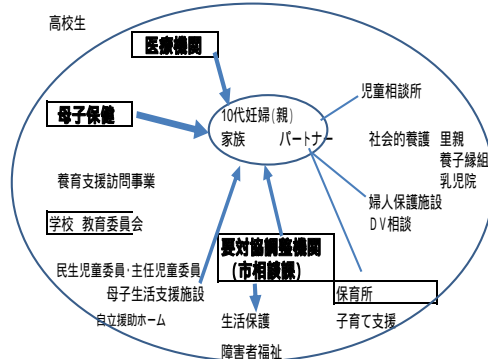 高校生
医療機関
児童相談所
10代妊婦(親)
母子保健
家族 パートナー
社会的養護 里親
養子縁組
乳児院
養育支援訪問事業
婦人保護施設
DV相談
学校 教育委員会
要対協調整機関
(市相談課)
民生児童委員・主任児童委員
母子生活支援施設
保育所
自立援助ホーム
生活保護
子育て支援
障害者福祉